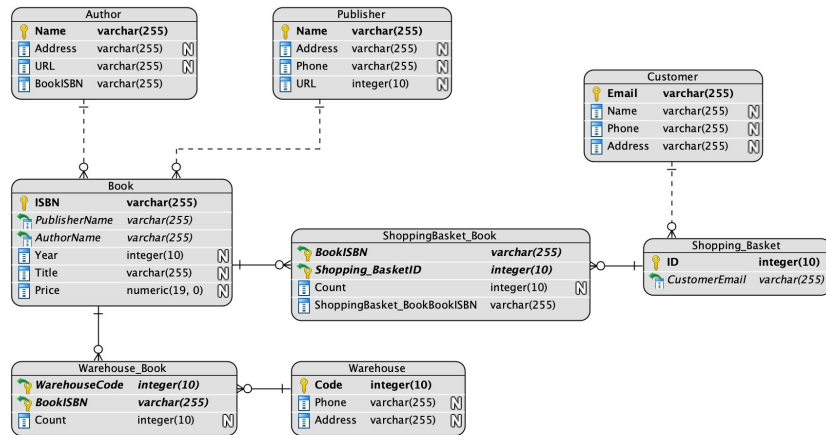 Author
Name varchar(255)
Address varchar(255) N
URL varchar(255) N
BookISBN varchar(255)
Publisher
Name varchar(255)
Address varchar(255) N
Phone varchar(255) N
URL integer(10) N
Customer
Email varchar(255)
Name varchar(255) N
Phone varchar(255) N
Address varchar(255) N
Book
ISBN varchar(255)
PublisherName varchar(255)
AuthorName varchar(255)
Year integer(10) N
Title varchar(255) N
Price numeric(19, 0) N
ShoppingBasket_Book
BookISBN varchar(255)
Shopping_BasketID integer(10)
Count integer(10) N
ShoppingBasket_BookBookISBN varchar(255)
Shopping_Basket
ID integer(10)
CustomerEmail varchar(255)
Warehouse_Book
WarehouseCode integer(10)
BookISBN varchar(255)
Count integer(10) N
Warehouse
Code integer(10)
Phone varchar(255) N
Address varchar(255) N